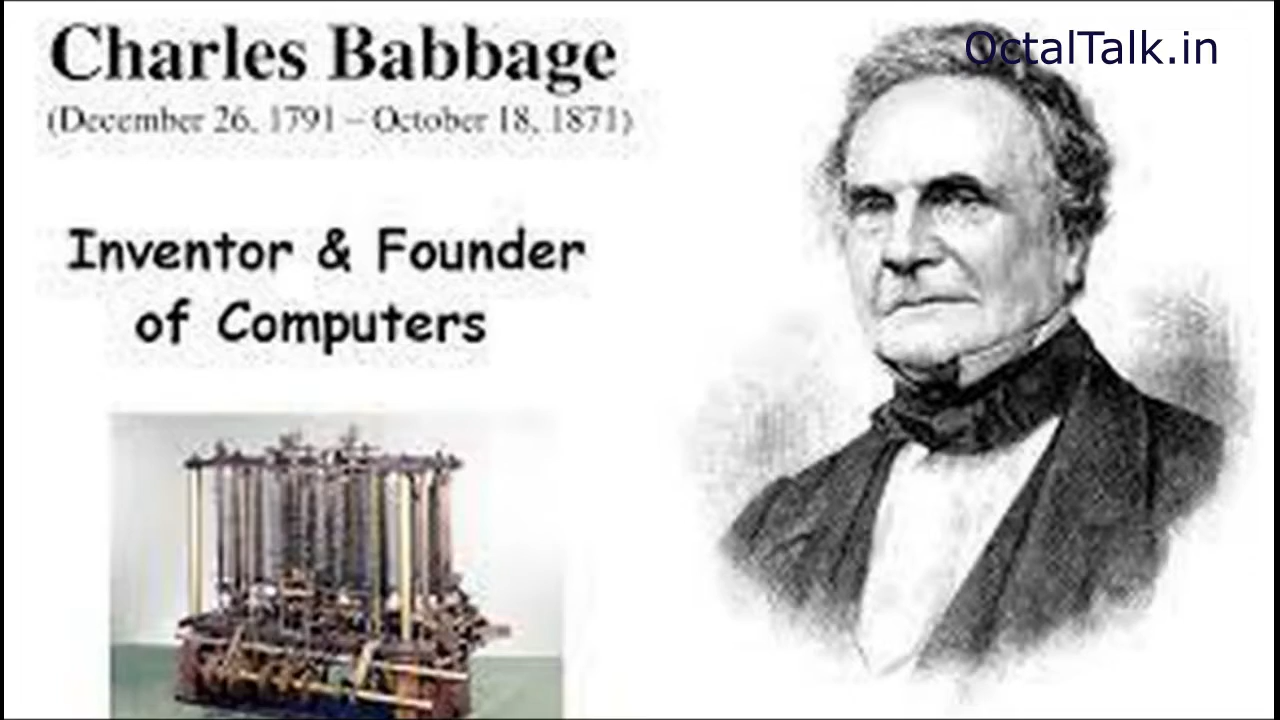 Charles Babbage
(December 26, 1791 – October 18, 1871)
OctalTalk.in
Inventor & Founder
of Computers